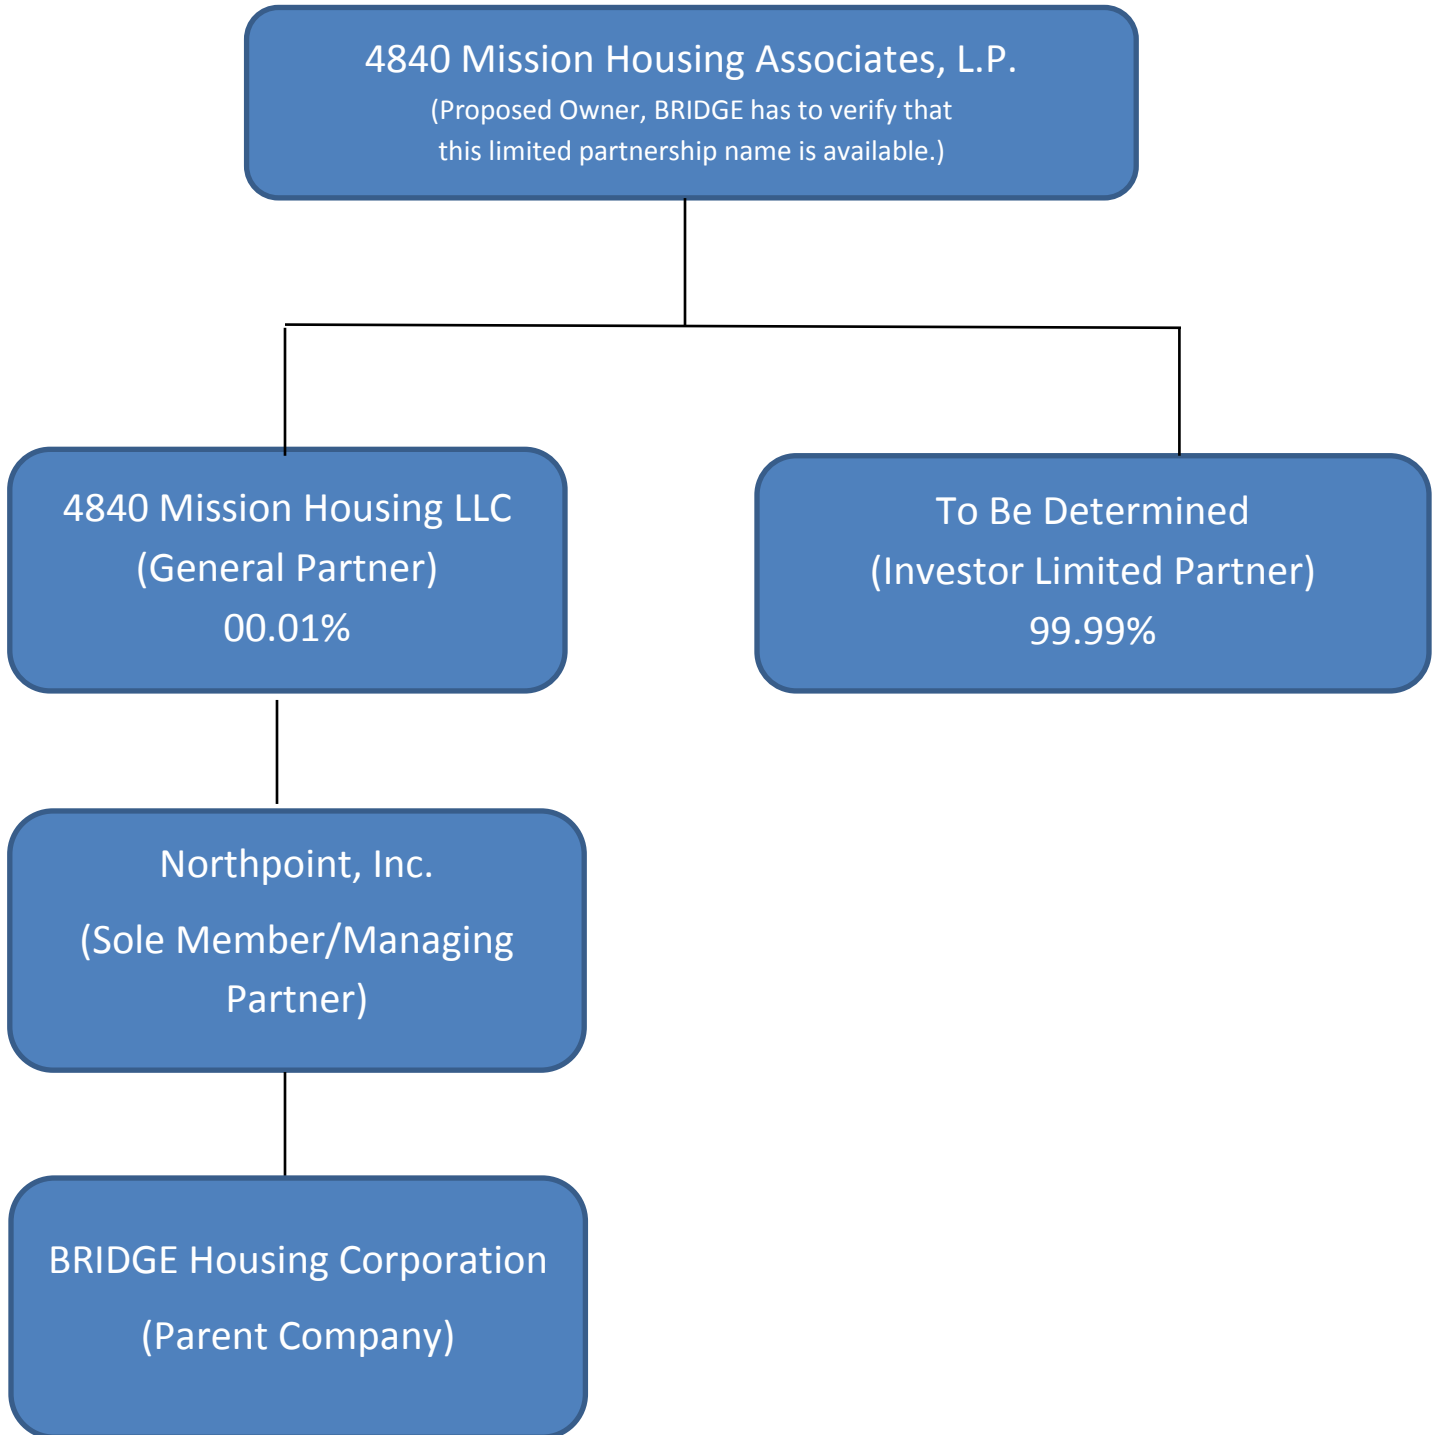 4840 Mission Housing Associates, L.P.
(Proposed Owner, BRIDGE has to verify that
this limited partnership name is available.)
4840 Mission Housing LLC
(General Partner)
00.01%
To Be Determined
(Investor Limited Partner)
99.99%
Northpoint, Inc.
(Sole Member/Managing
Partner)
BRIDGE Housing Corporation
(Parent Company)